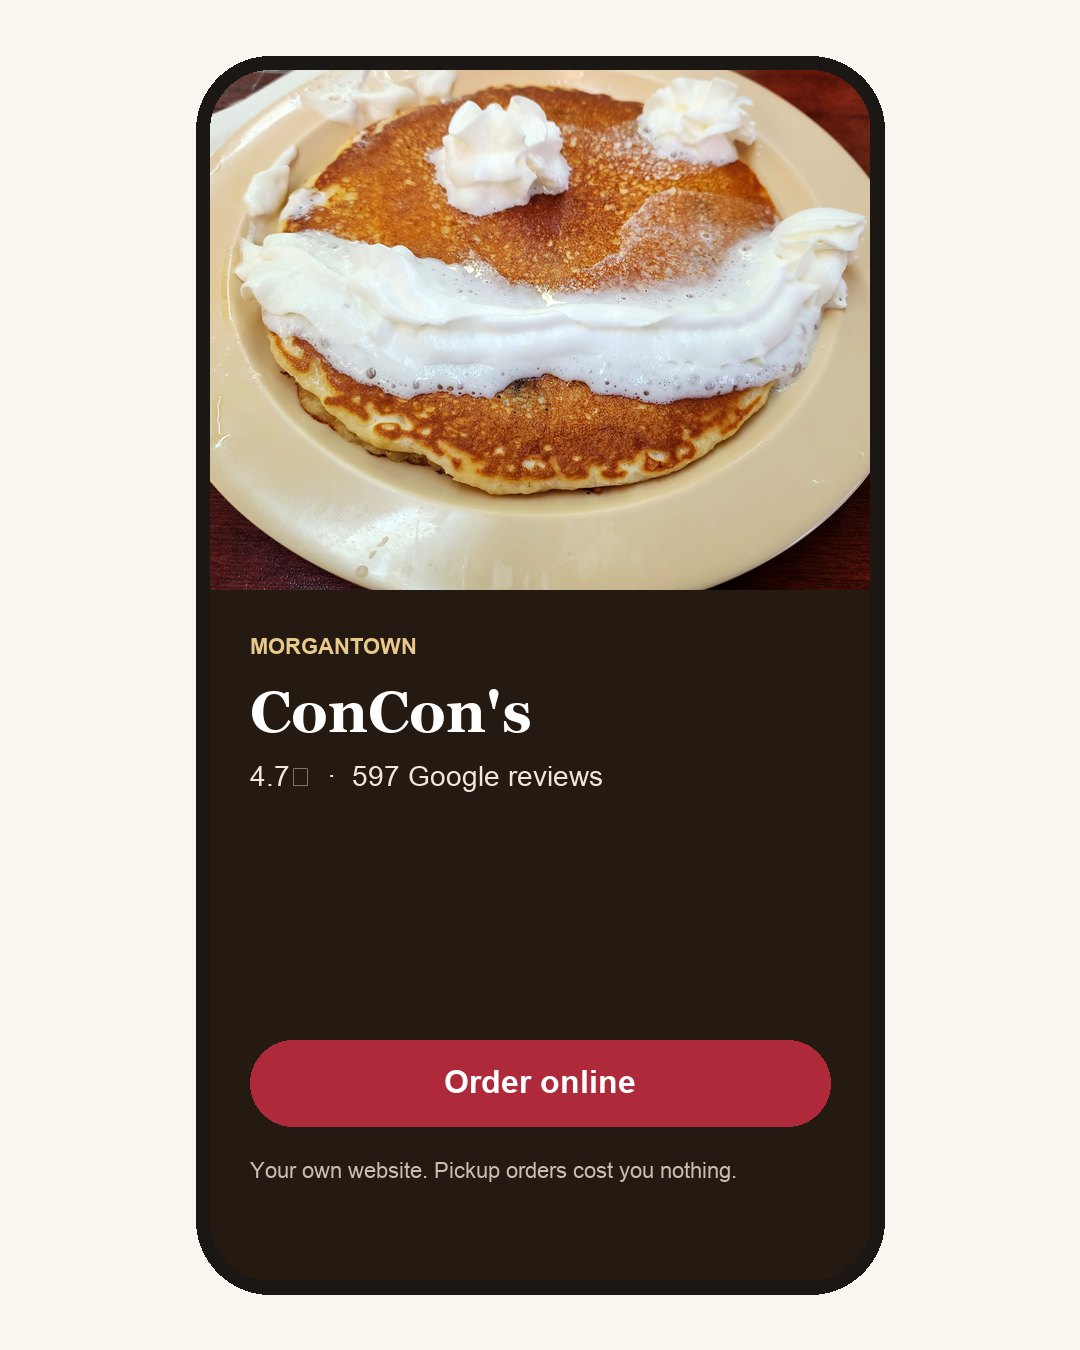 MORGANTOWN
ConCon's
4.7□ · 597 Google reviews
Order online
Your own website. Pickup orders cost you nothing.